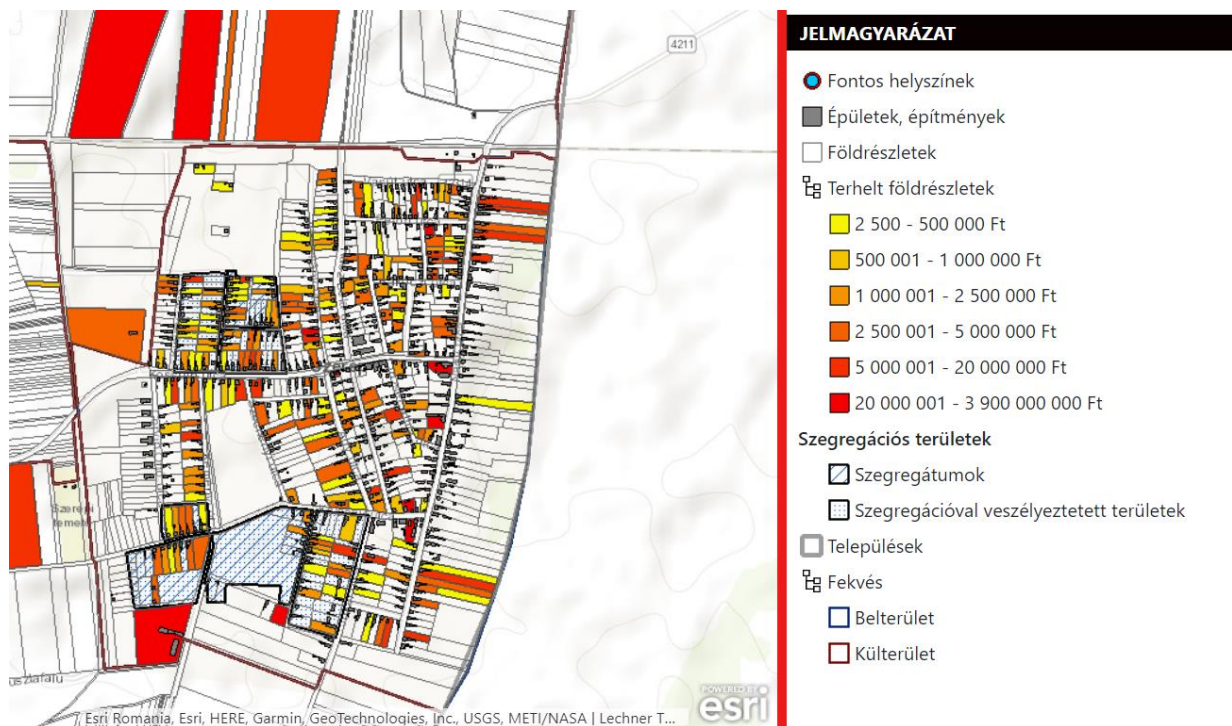 4211
Szerepi
temető
POWERED BY
esri
Esri Romania, Esri, HERE, Garmin, GeoTechnologies, Inc., USGS, METI/NASA | Lechner T...
JELMAGYARÁZAT
Fontos helyszínek
Épületek, építmények
Földrészletek
Terhelt földrészletek
2 500 - 500 000 Ft
500 001 - 1 000 000 Ft
1 000 001 - 2 500 000 Ft
2 500 001 - 5 000 000 Ft
5 000 001 - 20 000 000 Ft
20 000 001 - 3 900 000 000 Ft
Szegregációs területek
Szegregátumok
Szegregációval veszélyeztetett területek
Települések
Fekvés
Belterület
Külterület